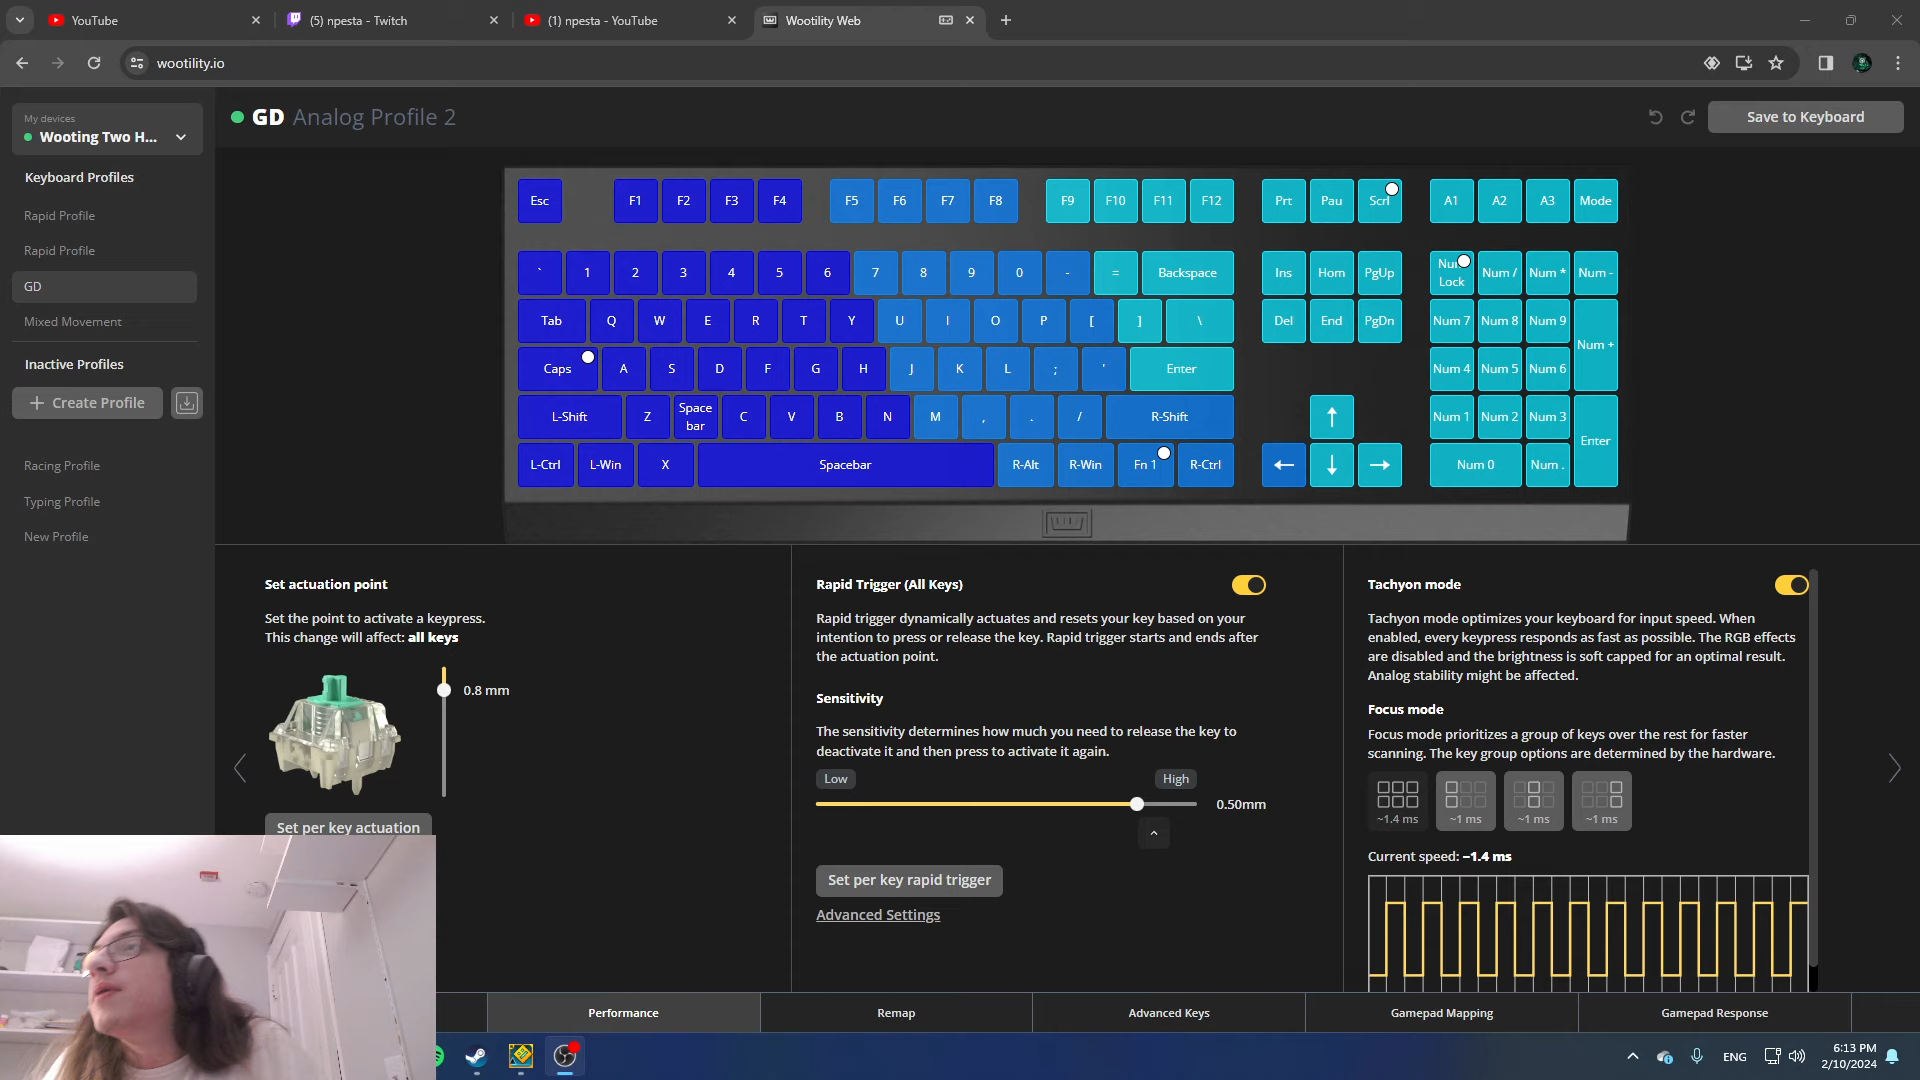 YouTube
(5) npesta - Twitch
(1) npesta - YouTube
Wootility Web
wootility.io
My devices
Wooting Two H...
GD Analog Profile 2
Save to Keyboard
Keyboard Profiles
Rapid Profile
Rapid Profile
GD
Mixed Movement
Inactive Profiles
Create Profile
Racing Profile
Typing Profile
New Profile
Esc F1 F2 F3 F4 F5 F6 F7 F8 F9 F10 F11 F12 Prt Pau Scrl A1 A2 A3 Mode
` 1 2 3 4 5 6 7 8 9 0 - = Backspace Ins Hom PgUp Lock Num / Num * Num -
Tab Q W E R T Y U I O P [ ] \ Del End PgDn Num 7 Num 8 Num 9 Num +
Caps A S D F G H J K L ; ' Enter Num 4 Num 5 Num 6
L-Shift Z Space bar C V B N M , . / R-Shift ↑ Num 1 Num 2 Num 3 Enter
L-Ctrl L-Win X Spacebar R-Alt R-Win Fn 1 R-Ctrl ← ↓ → Num 0 Num .
Set actuation point
Set the point to activate a keypress.
This change will affect: all keys
0.8 mm
Set per key actuation
Rapid Trigger (All Keys)
Rapid trigger dynamically actuates and resets your key based on your
intention to press or release the key. Rapid trigger starts and ends after
the actuation point.
Sensitivity
The sensitivity determines how much you need to release the key to
deactivate it and then press to activate it again.
Low
High
0.50mm
Set per key rapid trigger
Advanced Settings
Tachyon mode
Tachyon mode optimizes your keyboard for input speed. When
enabled, every keypress responds as fast as possible. The RGB effects
are disabled and the brightness is soft capped for an optimal result.
Analog stability might be affected.
Focus mode
Focus mode prioritizes a group of keys over the rest for faster
scanning. The key group options are determined by the hardware.
~1.4 ms
~1 ms
~1 ms
~1 ms
Current speed: ~1.4 ms
Performance
Remap
Advanced Keys
Gamepad Mapping
Gamepad Response
ENG
6:13 PM
2/10/2024